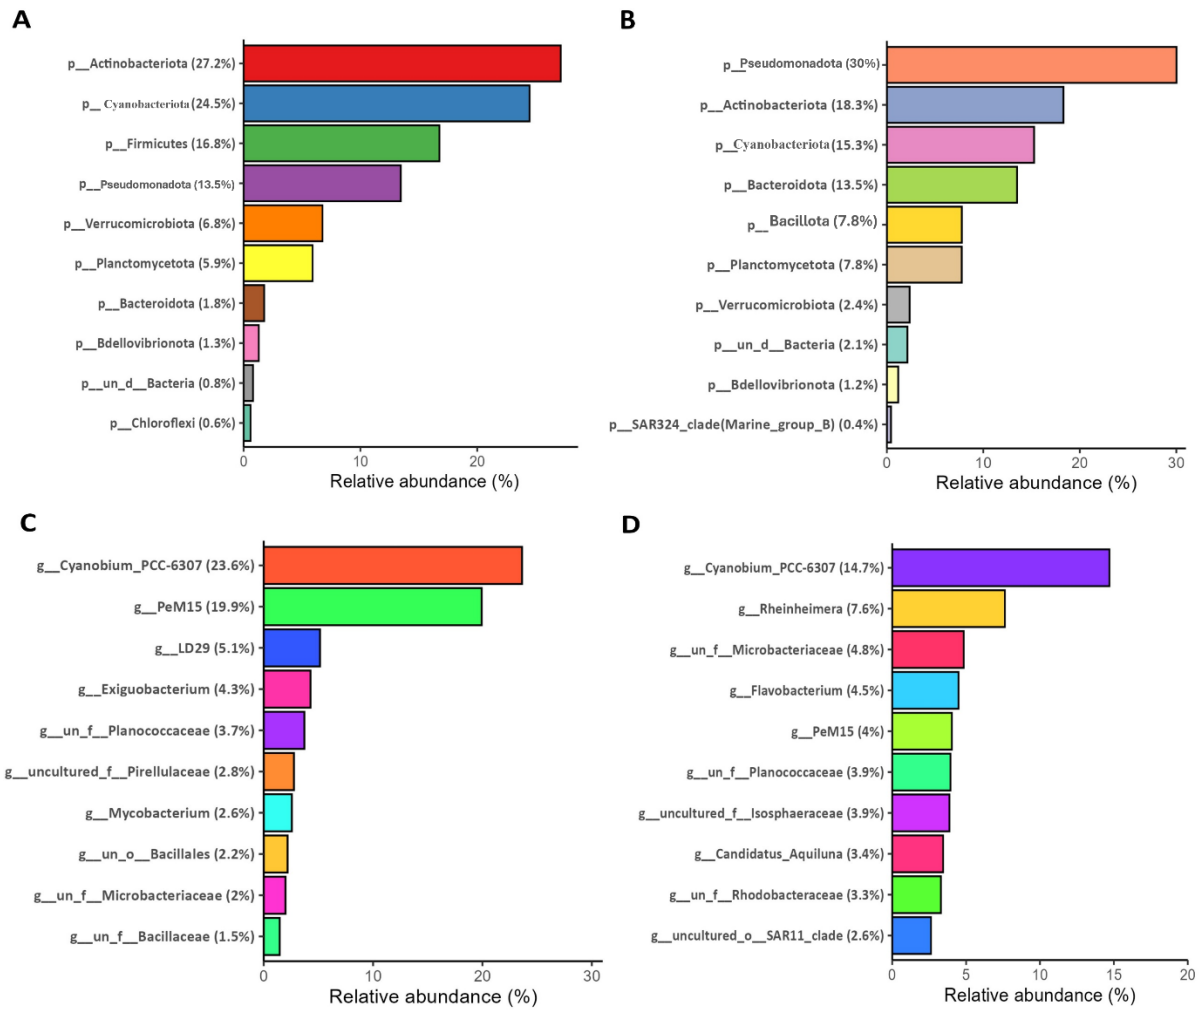 A
p__Actinobacteriota (27.2%)
p__ Cyanobacteriota (24.5%)
p__Firmicutes (16.8%)
p__Pseudomonadota (13.5%)
p__Verrucomicrobiota (6.8%)
p__Planctomycetota (5.9%)
p__Bacteroidota (1.8%)
p__Bdellovibrionota (1.3%)
p__un_d__Bacteria (0.8%)
p__Chloroflexi (0.6%)
0 10 20
Relative abundance (%)
B
p__Pseudomonadota (30%)
p__Actinobacteriota (18.3%)
p__Cyanobacteriota (15.3%)
p__Bacteroidota (13.5%)
p__Bacillota (7.8%)
p__Planctomycetota (7.8%)
p__Verrucomicrobiota (2.4%)
p__un_d__Bacteria (2.1%)
p__Bdellovibrionota (1.2%)
p__SAR324_clade(Marine_group_B) (0.4%)
0 10 20 30
Relative abundance (%)
C
g__Cyanobium_PCC-6307 (23.6%)
g__PeM15 (19.9%)
g__LD29 (5.1%)
g__Exiguobacterium (4.3%)
g__un_f__Planococcaceae (3.7%)
g__uncultured_f__Pirellulaceae (2.8%)
g__Mycobacterium (2.6%)
g__un_o__Bacillales (2.2%)
g__un_f__Microbacteriaceae (2%)
g__un_f__Bacillaceae (1.5%)
0 10 20 30
Relative abundance (%)
D
g__Cyanobium_PCC-6307 (14.7%)
g__Rheinheimera (7.6%)
g__un_f__Microbacteriaceae (4.8%)
g__Flavobacterium (4.5%)
g__PeM15 (4%)
g__un_f__Planococcaceae (3.9%)
g__uncultured_f__Isosphaeraceae (3.9%)
g__Candidatus_Aquiluna (3.4%)
g__un_f__Rhodobacteraceae (3.3%)
g__uncultured_o__SAR11_clade (2.6%)
0 5 10 15 20
Relative abundance (%)